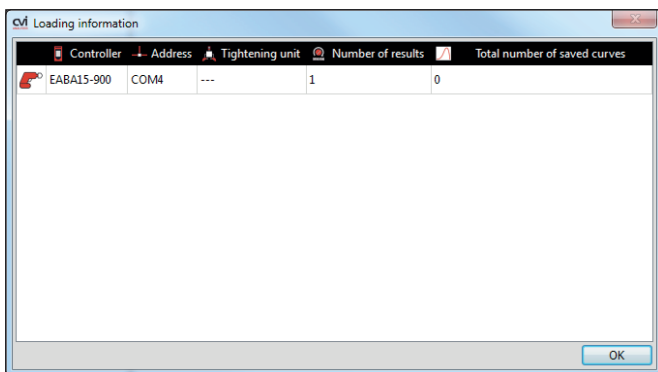 cvi Loading information
Controller Address Tightening unit Number of results Total number of saved curves
EABA15-900 COM4 --- 1 0
OK